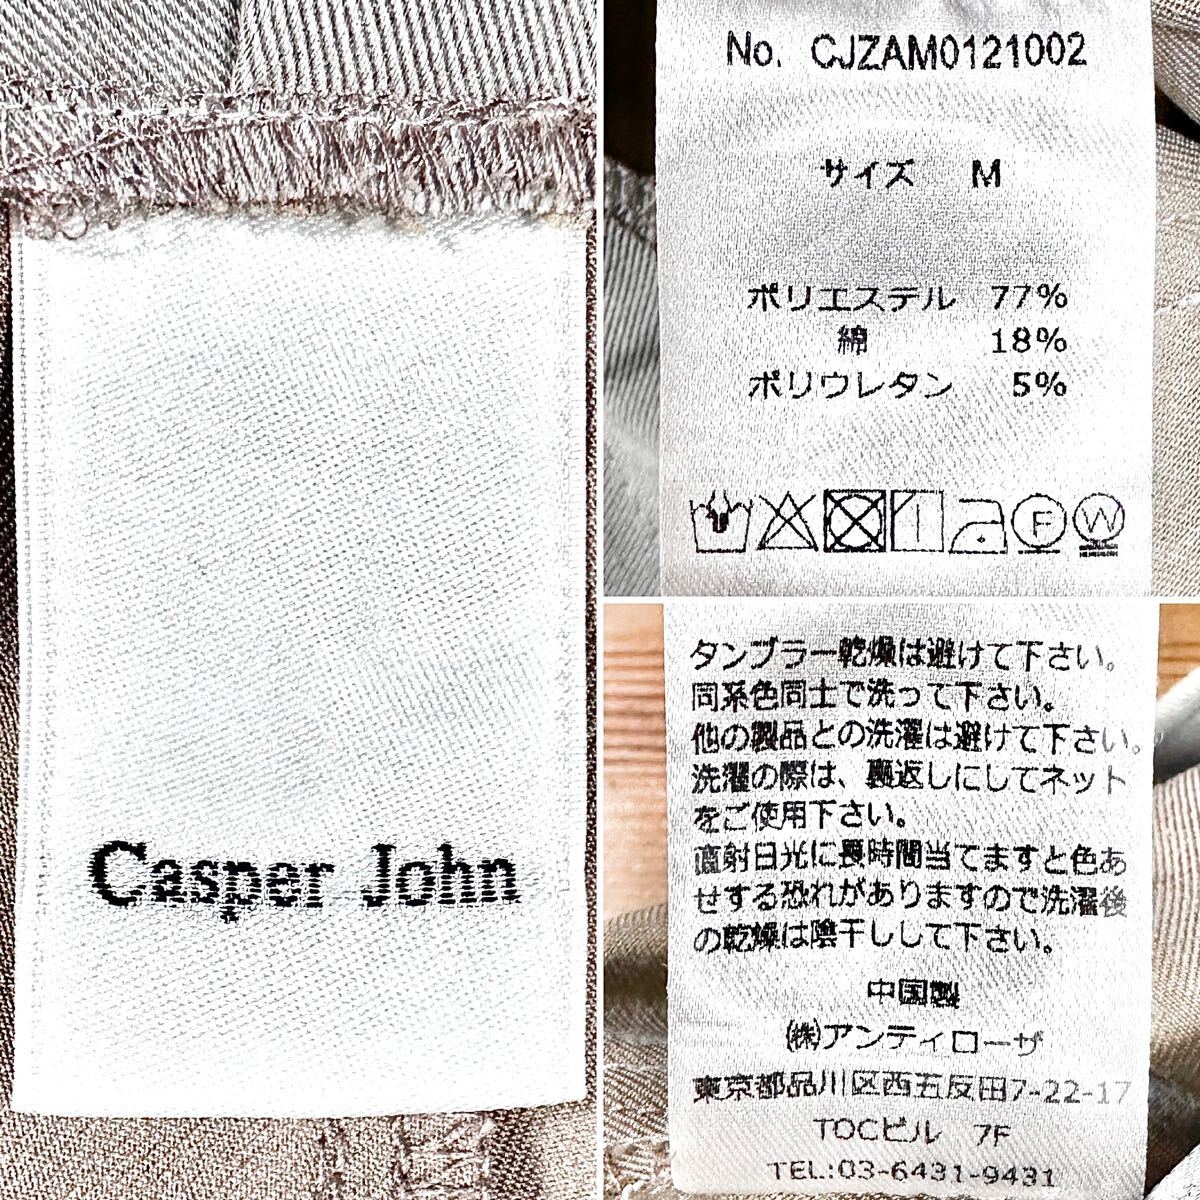 Casper John
No. CJZAM0121002
サイズ M
ポリエステル 77%
綿 18%
ポリウレタン 5%
F W
タンブラー乾燥は避けて下さい。
同系色同士で洗って下さい。
他の製品との洗濯は避けて下さい。
洗濯の際は、裏返しにしてネット
をご使用下さい。
直射日光に長時間当てますと色あ
せする恐れがありますので洗濯後
の乾燥は陰干しして下さい。
中国製
㈱アンティローザ
東京都品川区西五反田7-22-17
TOCビル 7F
TEL:03-6431-9431